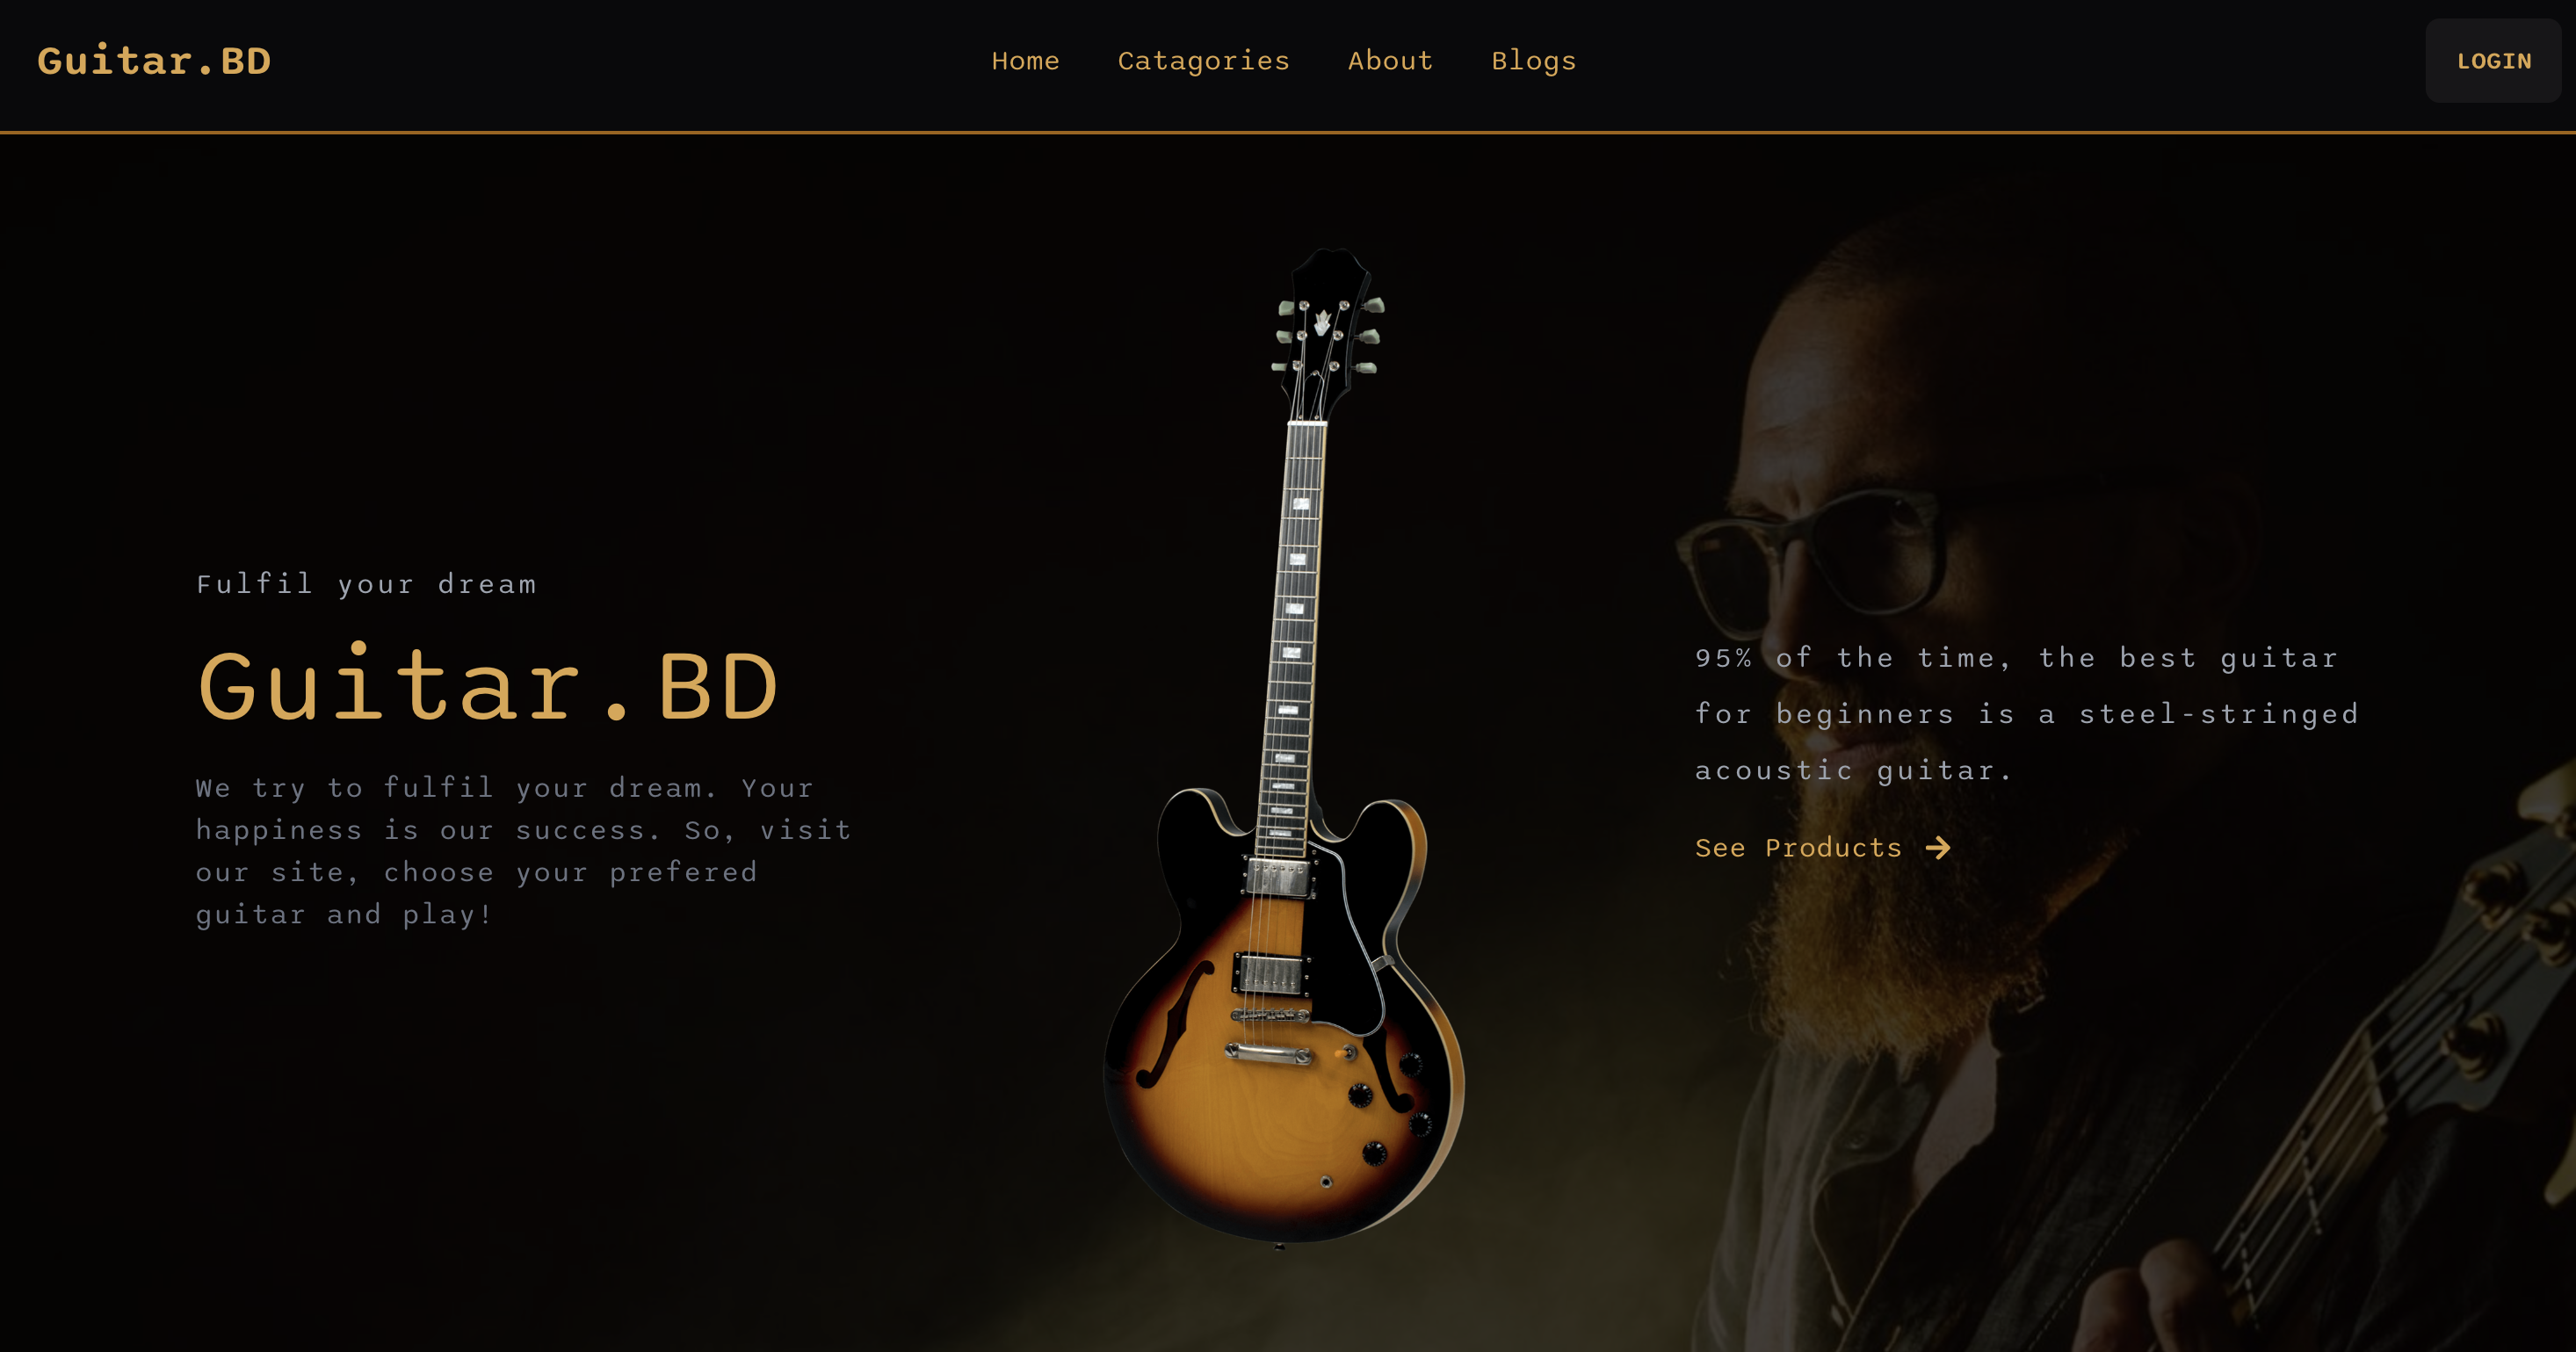 Guitar.BD
Home Catagories About Blogs
LOGIN
Fulfil your dream
Guitar.BD
We try to fulfil your dream. Your
happiness is our success. So, visit
our site, choose your prefered
guitar and play!
95% of the time, the best guitar
for beginners is a steel-stringed
acoustic guitar.
See Products